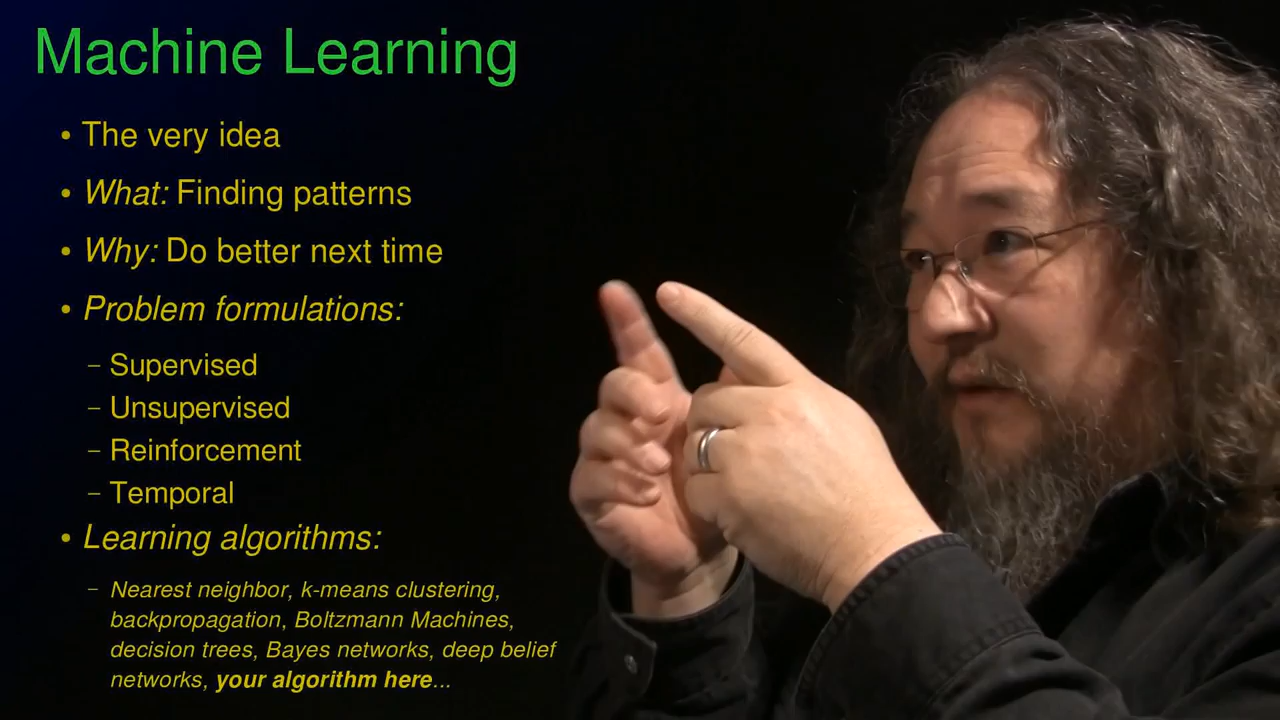 Machine Learning
• The very idea
• What: Finding patterns
• Why: Do better next time
• Problem formulations:
– Supervised
– Unsupervised
– Reinforcement
– Temporal
• Learning algorithms:
– Nearest neighbor, k-means clustering,
backpropagation, Boltzmann Machines,
decision trees, Bayes networks, deep belief
networks, your algorithm here...